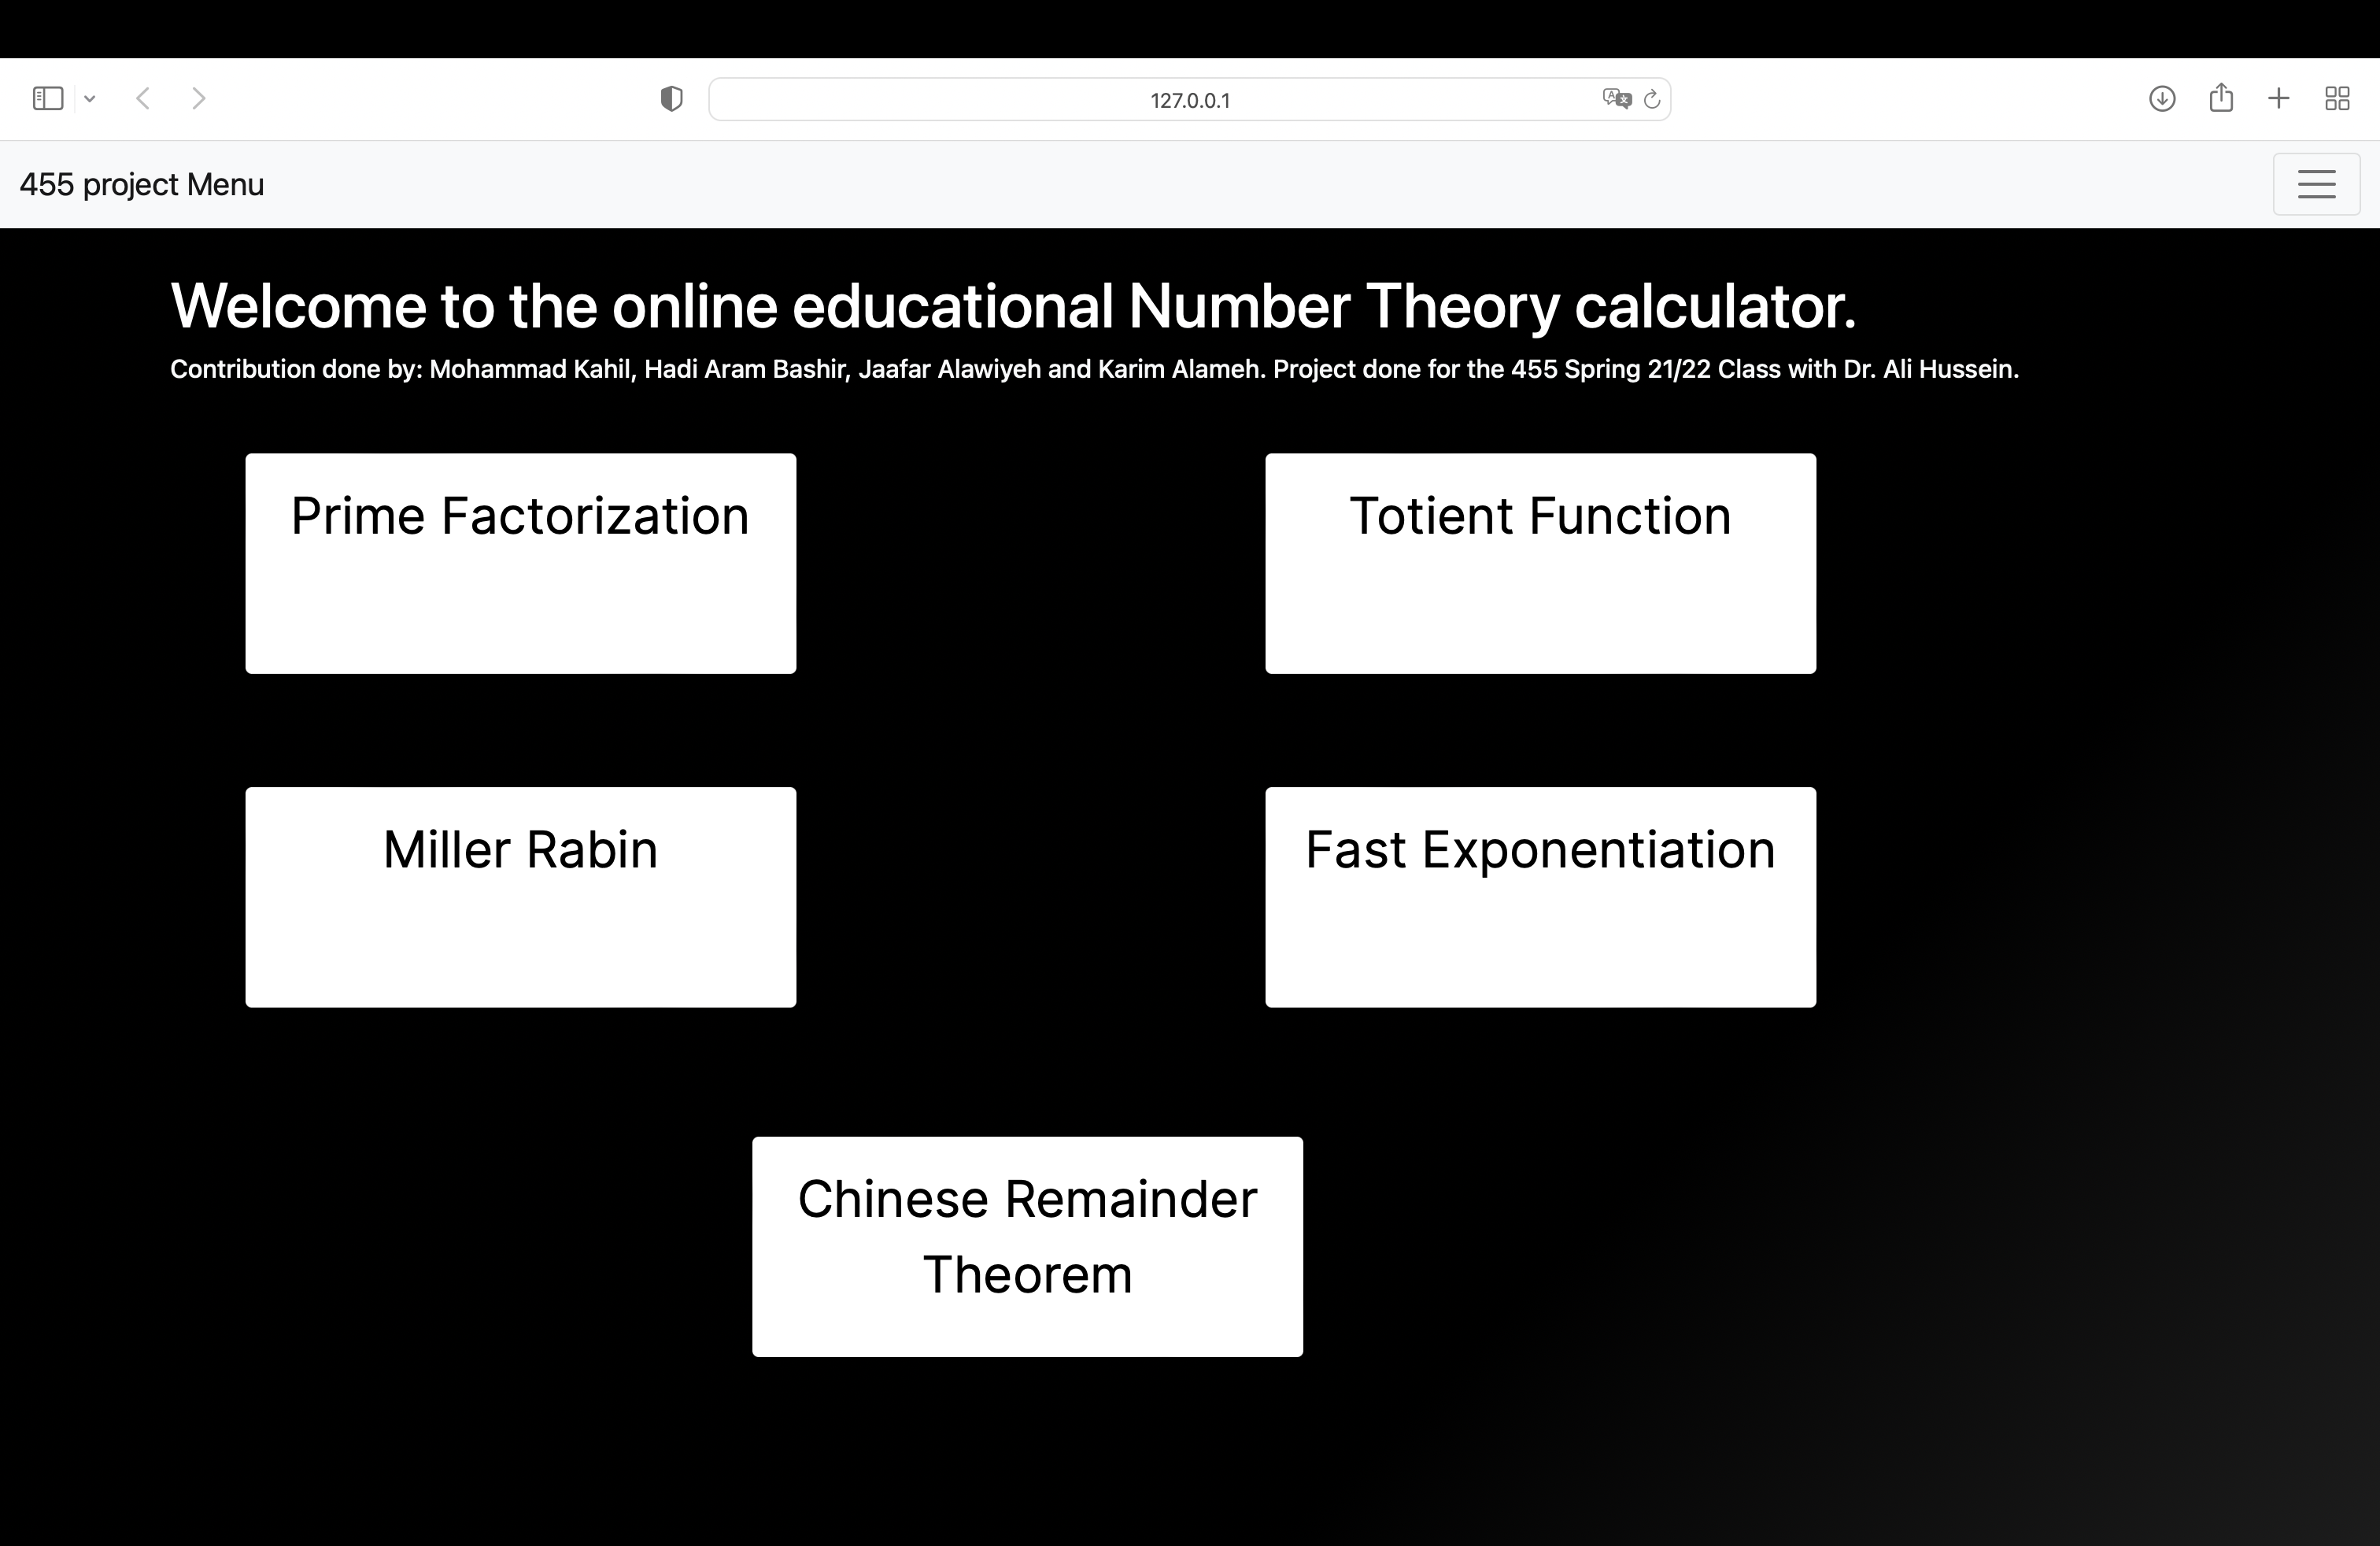 127.0.0.1
455 project Menu
Welcome to the online educational Number Theory calculator.
Contribution done by: Mohammad Kahil, Hadi Aram Bashir, Jaafar Alawiyeh and Karim Alameh. Project done for the 455 Spring 21/22 Class with Dr. Ali Hussein.
Prime Factorization
Totient Function
Miller Rabin
Fast Exponentiation
Chinese Remainder
Theorem